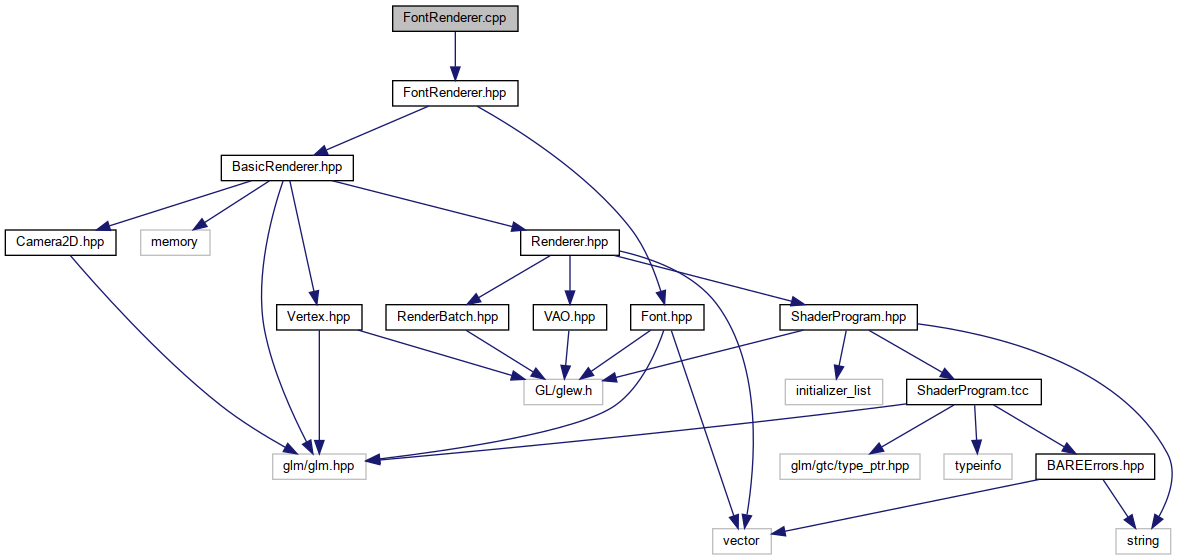 FontRenderer.cpp
FontRenderer.hpp
BasicRenderer.hpp
Camera2D.hpp
memory
Renderer.hpp
Vertex.hpp
RenderBatch.hpp
VAO.hpp
Font.hpp
ShaderProgram.hpp
GL/glew.h
initializer_list
ShaderProgram.tcc
glm/glm.hpp
glm/gtc/type_ptr.hpp
typeinfo
BAREErrors.hpp
vector
string